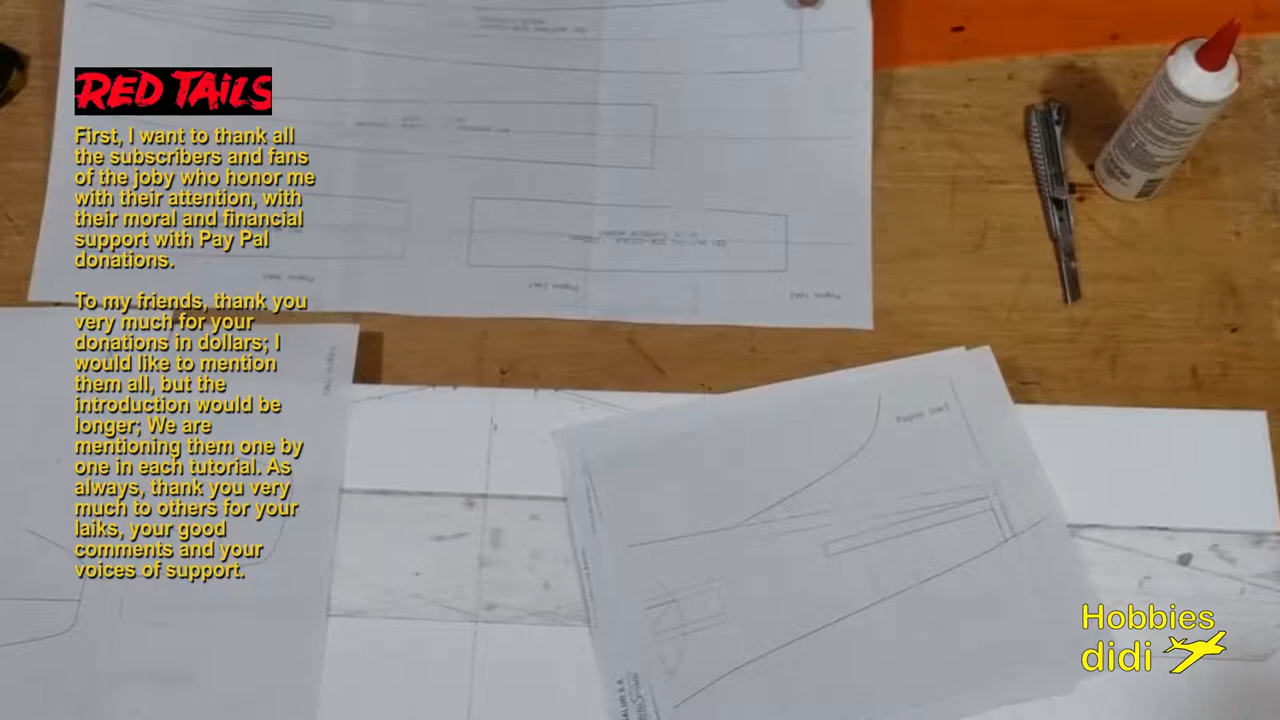 RED TAILS
First, I want to thank all
the subscribers and fans
of the joby who honor me
with their attention, with
their moral and financial
support with Pay Pal
donations.
To my friends, thank you
very much for your
donations in dollars; I
would like to mention
them all, but the
introduction would be
longer; We are
mentioning them one by
one in each tutorial. As
always, thank you very
much to others for your
laiks, your good
comments and your
voices of support.
Hobbies
didi